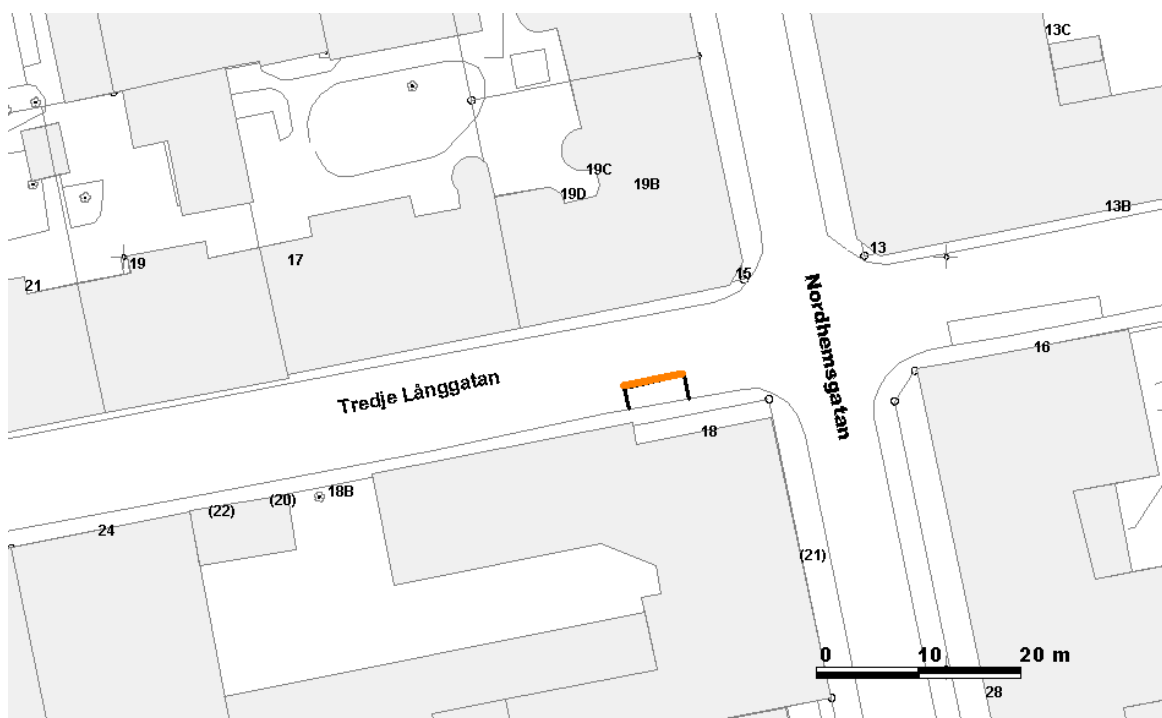 13C
19C
19D
19B
13B
13
19
17
15
21
Nordhemsgatan
16
Tredje Långgatan
18
18B
(20)
(22)
24
(21)
0 10 20 m
28